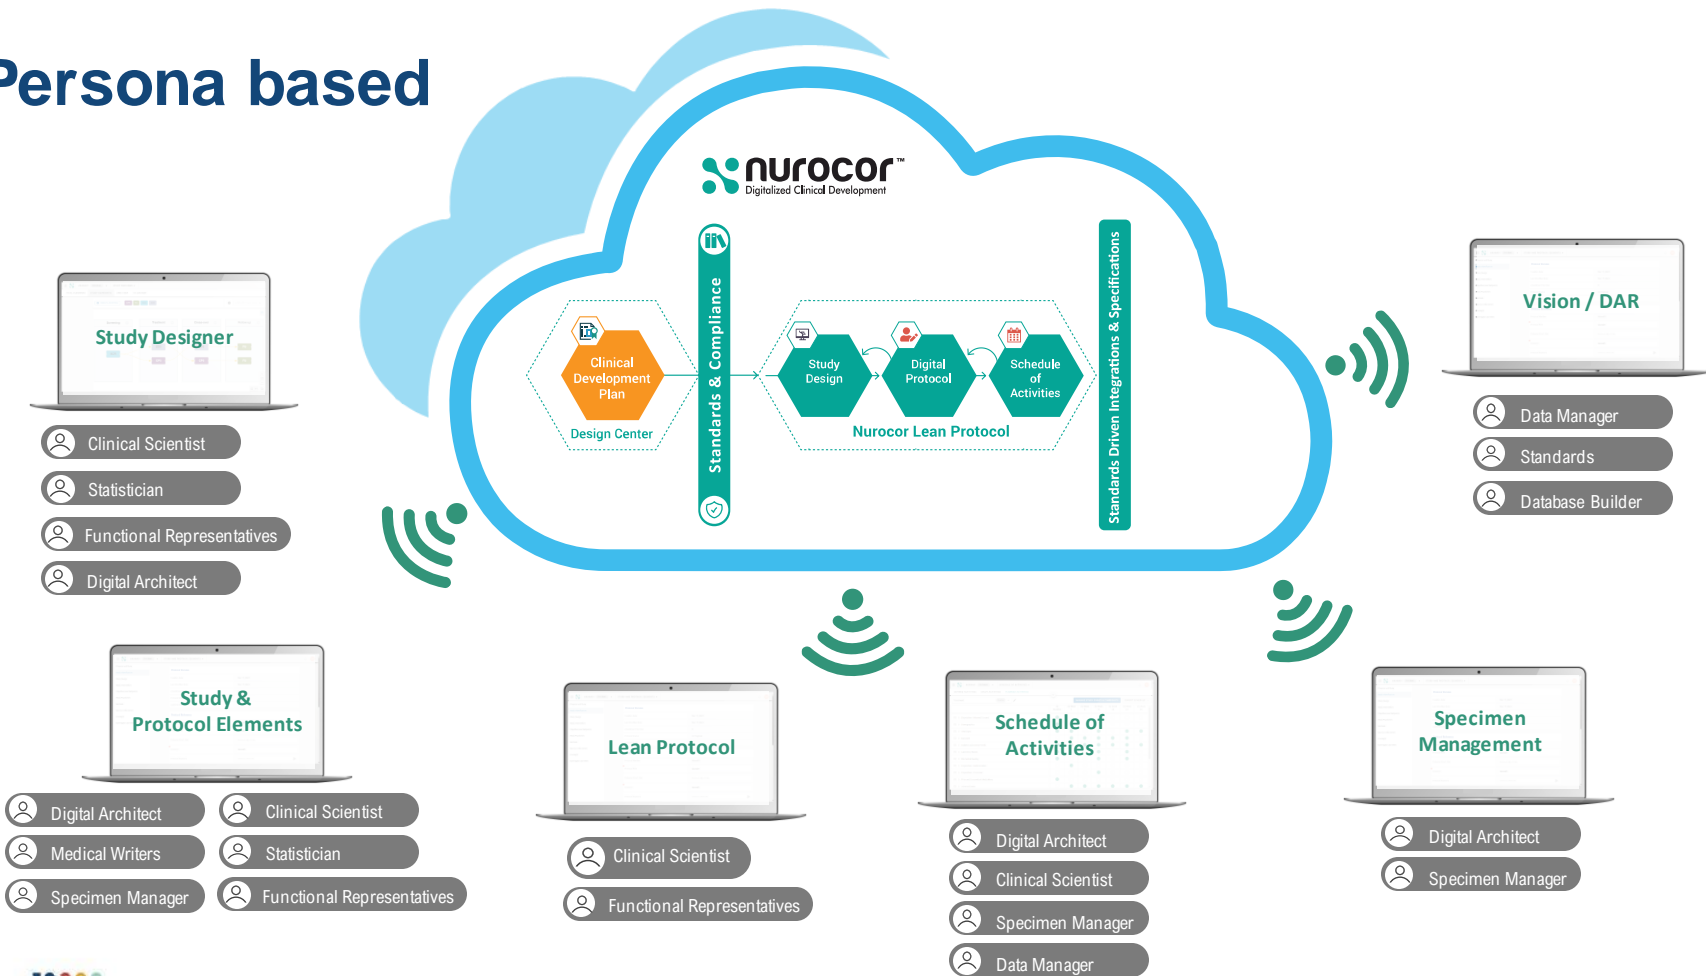 Persona based
nurocor™
Digitalized Clinical Development
Standards & Compliance
Standards Driven Integrations & Specifications
Clinical
Development
Plan
Design Center
Study
Design
Digital
Protocol
Schedule
of
Activities
Nurocor Lean Protocol
Study Designer
Clinical Scientist
Statistician
Functional Representatives
Digital Architect
Vision / DAR
Data Manager
Standards
Database Builder
Study &
Protocol Elements
Digital Architect
Clinical Scientist
Medical Writers
Statistician
Specimen Manager
Functional Representatives
Lean Protocol
Clinical Scientist
Functional Representatives
Schedule of
Activities
Digital Architect
Clinical Scientist
Specimen Manager
Data Manager
Specimen
Management
Digital Architect
Specimen Manager